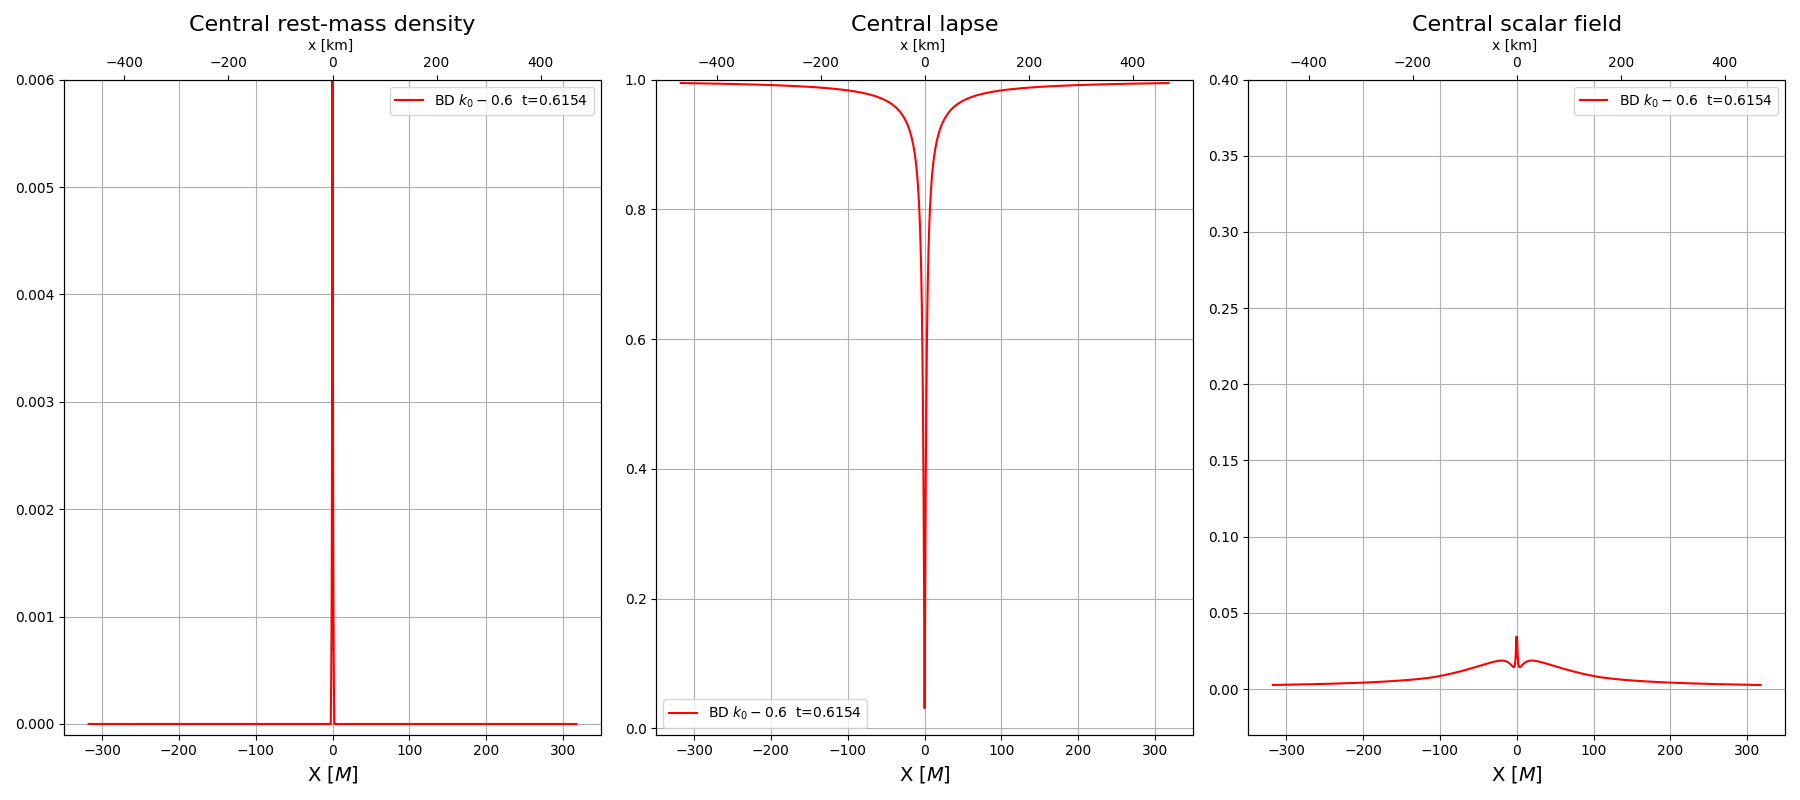 Central rest-mass density
x [km]
−400 −200 0 200 400
0.006
0.005
0.004
0.003
0.002
0.001
0.000
BD k₀ − 0.6 t=0.6154
−300 −200 −100 0 100 200 300
X [M]
Central lapse
x [km]
−400 −200 0 200 400
1.0
0.8
0.6
0.4
0.2
0.0
BD k₀ − 0.6 t=0.6154
−300 −200 −100 0 100 200 300
X [M]
Central scalar field
x [km]
−400 −200 0 200 400
0.40
0.35
0.30
0.25
0.20
0.15
0.10
0.05
0.00
BD k₀ − 0.6 t=0.6154
−300 −200 −100 0 100 200 300
X [M]